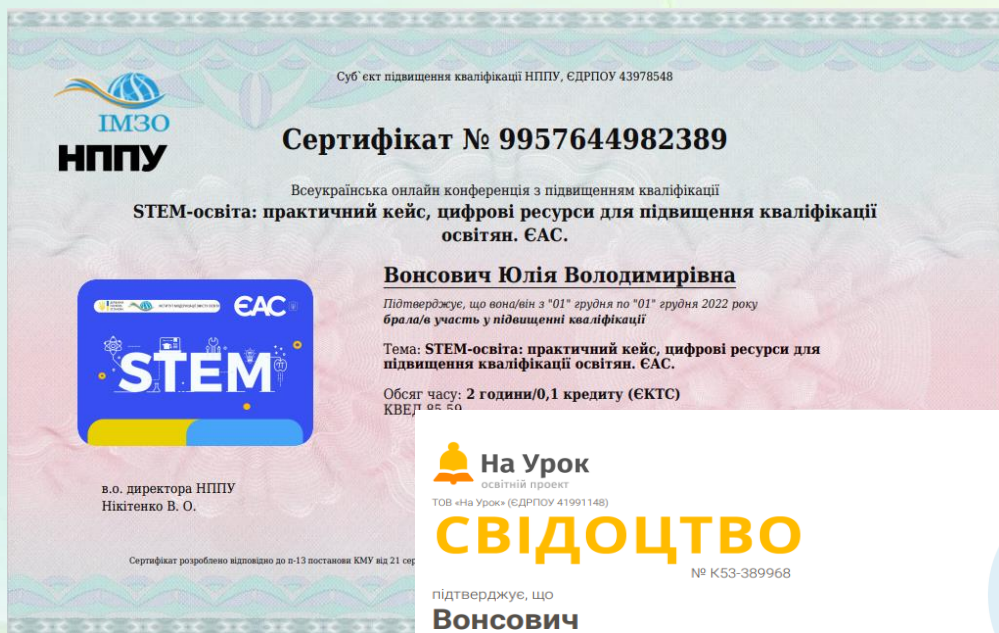 ІМЗО
НППУ
Суб`єкт підвищення кваліфікації НППУ, ЄДРПОУ 43978548
Сертифікат № 9957644982389
Всеукраїнська онлайн конференція з підвищенням кваліфікації
STEM-освіта: практичний кейс, цифрові ресурси для підвищення кваліфікації
освітян. ЄАС.
ЄАС
STEM
Вонсович Юлія Володимирівна
Підтверджує, що вона/він з "01" грудня по "01" грудня 2022 року
брала/в участь у підвищенні кваліфікації
Тема: STEM-освіта: практичний кейс, цифрові ресурси для
підвищення кваліфікації освітян. ЄАС.
Обсяг часу: 2 години/0,1 кредиту (ЄКТС)
КВЕД 85.59
в.о. директора НППУ
Нікітенко В. О.
Сертифікат розроблено відповідно до п-13 постанови КМУ від 21 сер
На Урок
освітній проект
ТОВ «На Урок» (ЄДРПОУ 41991148)
СВІДОЦТВО
№ K53-389968
підтверджує, що
Вонсович